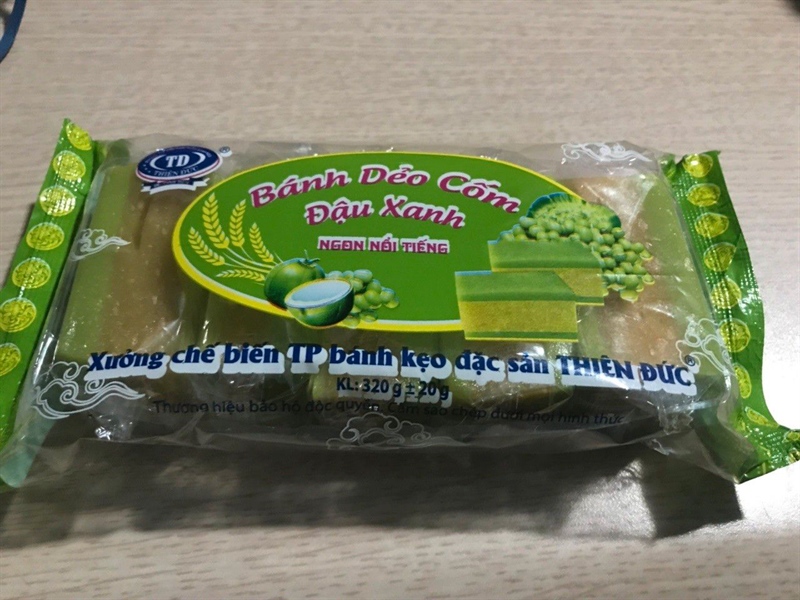 TD
THIÊN ĐỨC
Bánh Dẻo Cốm
Đậu Xanh
NGON NỔI TIẾNG
Xưởng chế biến TP bánh kẹo đặc sản THIÊN ĐỨC®
KL: 320 g ± 20 g
Thương hiệu bảo hộ độc quyền. Cấm sao chép dưới mọi hình thức